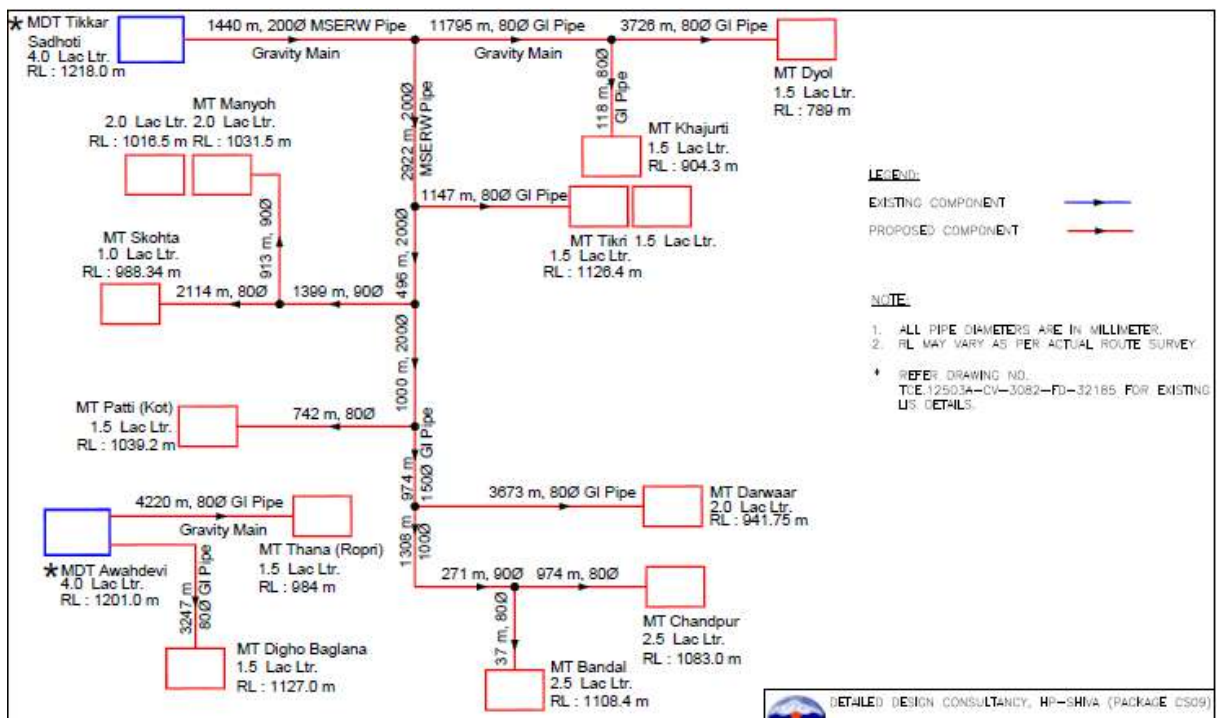 * MDT Tikkar
Sadhoti
4.0 Lac Ltr.
RL : 1218.0 m
1440 m, 200Ø MSERW Pipe
Gravity Main
11795 m, 80Ø GI Pipe
Gravity Main
3726 m, 80Ø GI Pipe
MT Dyol
1.5 Lac Ltr.
RL : 789 m
118 m, 80Ø
GI Pipe
MT Khajurti
1.5 Lac Ltr.
RL : 904.3 m
2922 m, 200Ø
MSERW Pipe
MT Manyoh
2.0 Lac Ltr. 2.0 Lac Ltr.
RL : 1016.5 m RL : 1031.5 m
1147 m, 80Ø GI Pipe
MT Tikri 1.5 Lac Ltr.
1.5 Lac Ltr.
RL : 1126.4 m
913 m, 90Ø
496 m, 200Ø
MT Skohta
1.0 Lac Ltr.
RL : 988.34 m
2114 m, 80Ø
1399 m, 90Ø
1000 m, 200Ø
MT Patti (Kot)
1.5 Lac Ltr.
RL : 1039.2 m
742 m, 80Ø
974 m
150Ø GI Pipe
3673 m, 80Ø GI Pipe
MT Darwaar
2.0 Lac Ltr.
RL : 941.75 m
1308 m
100Ø
271 m, 90Ø
974 m, 80Ø
MT Chandpur
2.5 Lac Ltr.
RL : 1083.0 m
37 m, 80Ø
MT Bandal
2.5 Lac Ltr.
RL : 1108.4 m
4220 m, 80Ø GI Pipe
Gravity Main
MT Thana (Ropri)
1.5 Lac Ltr.
RL : 984 m
* MDT Awahdevi
4.0 Lac Ltr.
RL : 1201.0 m
3247 m
80Ø GI Pipe
MT Digho Baglana
1.5 Lac Ltr.
RL : 1127.0 m
LEGEND:
EXISTING COMPONENT
PROPOSED COMPONENT
NOTE:
1. ALL PIPE DIAMETERS ARE IN MILLIMETER.
2. RL MAY VARY AS PER ACTUAL ROUTE SURVEY.
* REFER DRAWING NO.
TCE.12503A-CV-3082-FD-32185 FOR EXISTING
LIS DETAILS.
DETAILED DESIGN CONSULTANCY, HP-SHIVA (PACKAGE CS09)